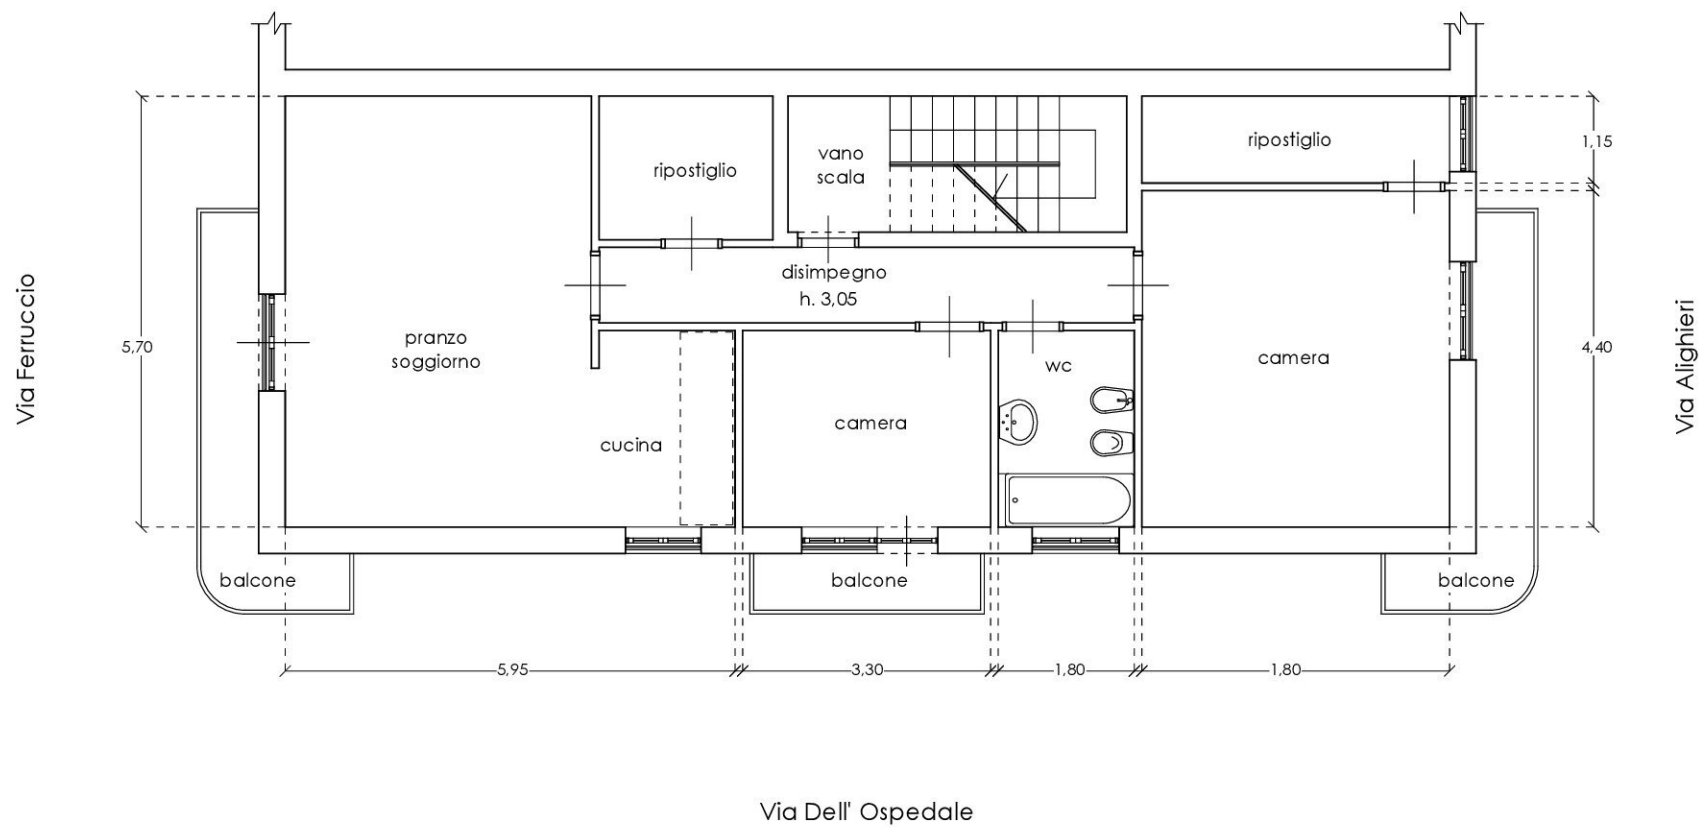 ripostiglio
vano
scala
ripostiglio
1,15
disimpegno
h. 3,05
Via Ferruccio
5,70
pranzo
soggiorno
wc
camera
4,40
Via Alighieri
camera
cucina
balcone
balcone
balcone
5,95
3,30
1,80
1,80
Via Dell' Ospedale